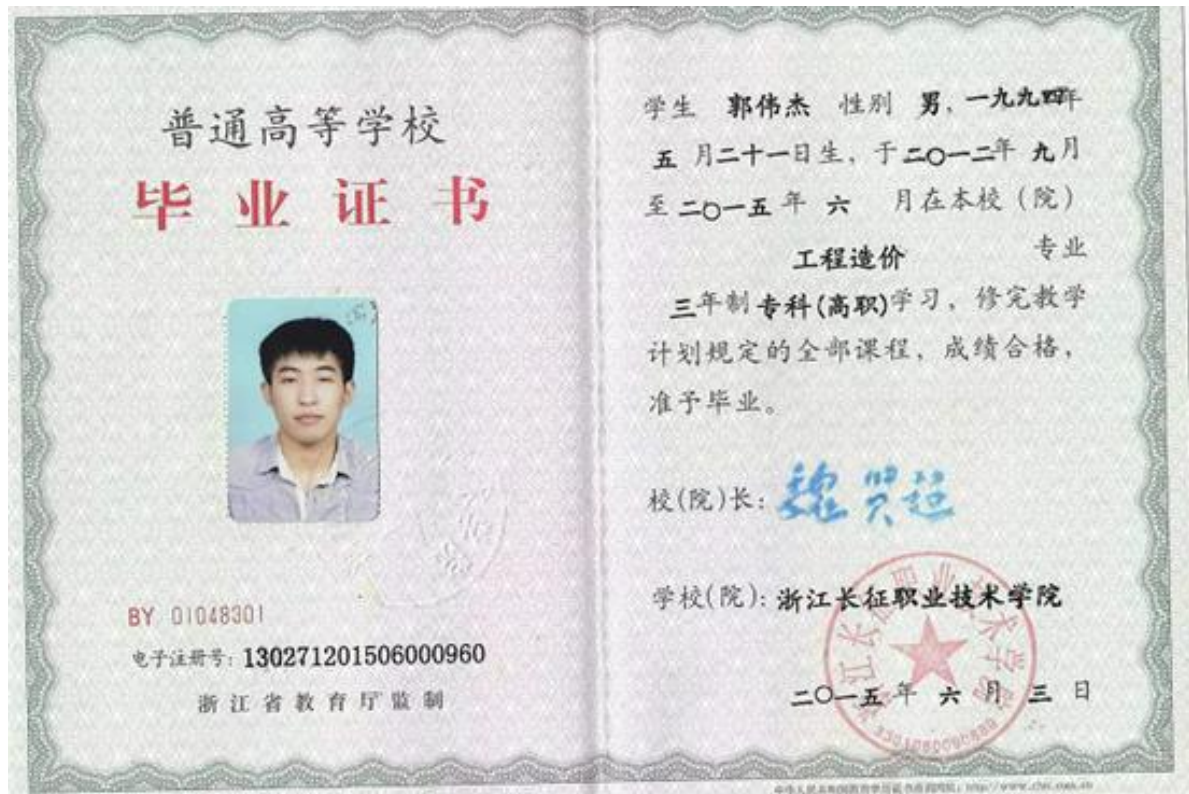 普通高等学校
毕业证书
BY 01048301
电子注册号：130271201506000960
浙江省教育厅监制
学生 郭伟杰 性别 男，一九九四年
五 月二十一日生，于二〇一二年 九月
至二〇一五年 六 月在本校（院）
工程造价 专业
三年制专科(高职)学习，修完教学
计划规定的全部课程，成绩合格，
准予毕业。
校(院)长：
学校(院)：浙江长征职业技术学院
二〇一五年 六 月 三 日